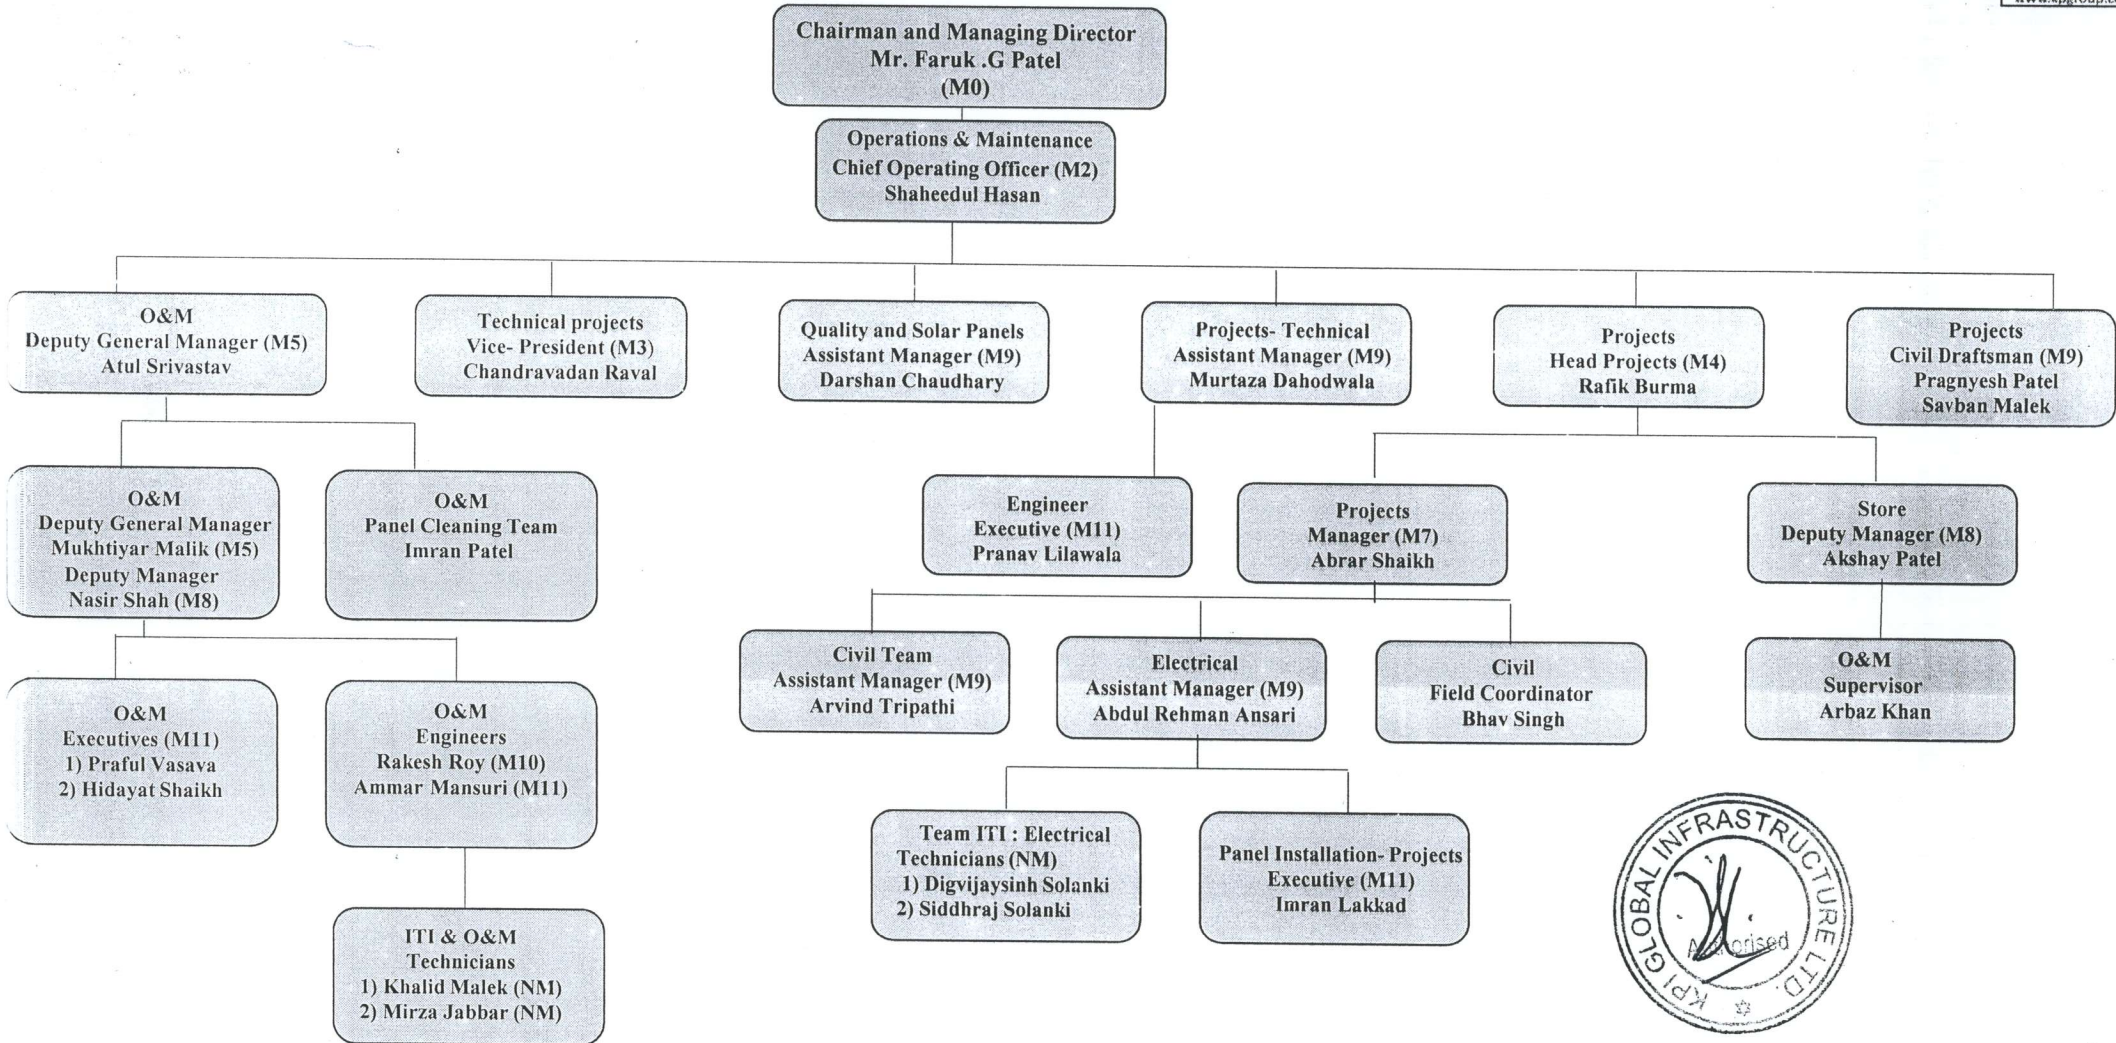 www.kpgroup.co
Chairman and Managing Director
Mr. Faruk .G Patel
(M0)
Operations & Maintenance
Chief Operating Officer (M2)
Shaheedul Hasan
O&M
Deputy General Manager (M5)
Atul Srivastav
Technical projects
Vice- President (M3)
Chandravadan Raval
Quality and Solar Panels
Assistant Manager (M9)
Darshan Chaudhary
Projects- Technical
Assistant Manager (M9)
Murtaza Dahodwala
Projects
Head Projects (M4)
Rafik Burma
Projects
Civil Draftsman (M9)
Pragnyesh Patel
Savban Malek
O&M
Deputy General Manager
Mukhtiyar Malik (M5)
Deputy Manager
Nasir Shah (M8)
O&M
Panel Cleaning Team
Imran Patel
Engineer
Executive (M11)
Pranav Lilawala
Projects
Manager (M7)
Abrar Shaikh
Store
Deputy Manager (M8)
Akshay Patel
O&M
Executives (M11)
1) Praful Vasava
2) Hidayat Shaikh
O&M
Engineers
Rakesh Roy (M10)
Ammar Mansuri (M11)
Civil Team
Assistant Manager (M9)
Arvind Tripathi
Electrical
Assistant Manager (M9)
Abdul Rehman Ansari
Civil
Field Coordinator
Bhav Singh
O&M
Supervisor
Arbaz Khan
Team ITI : Electrical
Technicians (NM)
1) Digvijaysinh Solanki
2) Siddhraj Solanki
Panel Installation- Projects
Executive (M11)
Imran Lakkad
ITI & O&M
Technicians
1) Khalid Malek (NM)
2) Mirza Jabbar (NM)
KPI GLOBAL INFRASTRUCTURE LTD.
Authorised